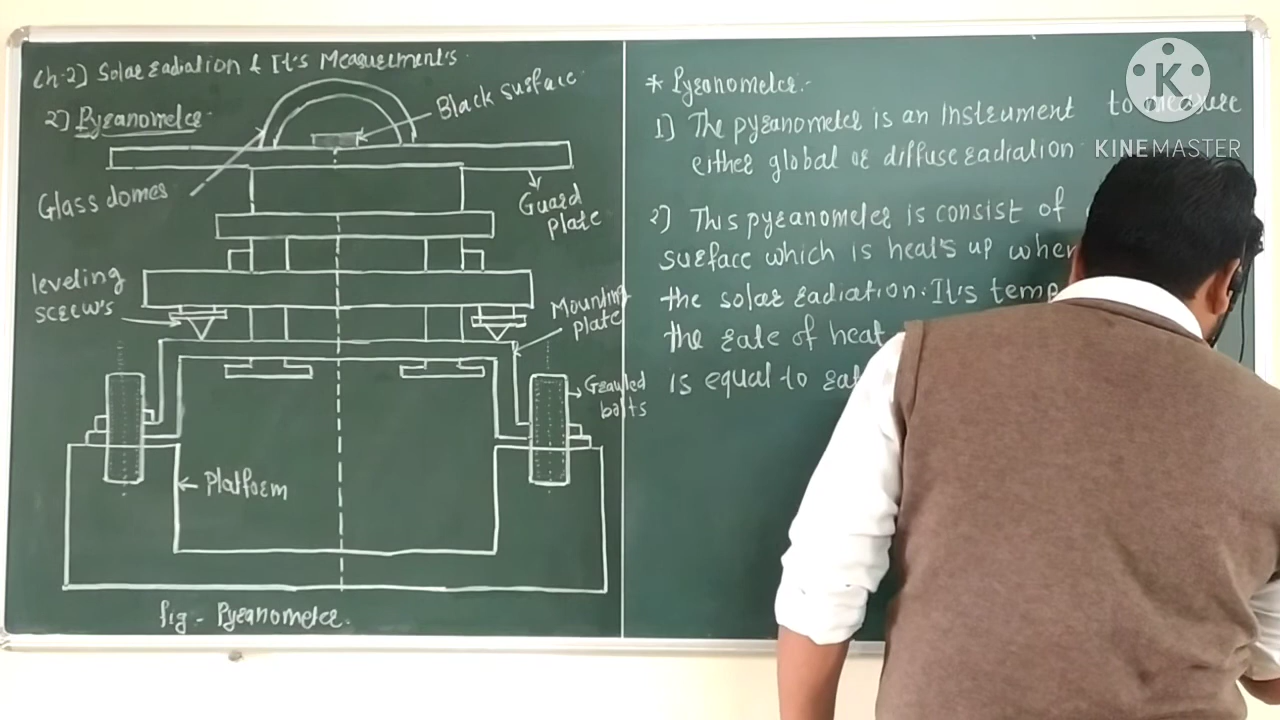 Ch-2) Solar radiation & It's Measurment's.
2) Pyranometer
Black surface
Glass domes
Guard
plate
leveling
screw's
Mounting
plate
Grauled
bolts
Platform
fig - Pyranometer.
* Pyranometer:-
1) The pyranometer is an Instrument to measure
either global or diffuse radiation
2) This pyranometer is consist of
surface which is heat's up when
the solar radiation. It's temp
the rate of heat
is equal to rat
K
KINEMASTER